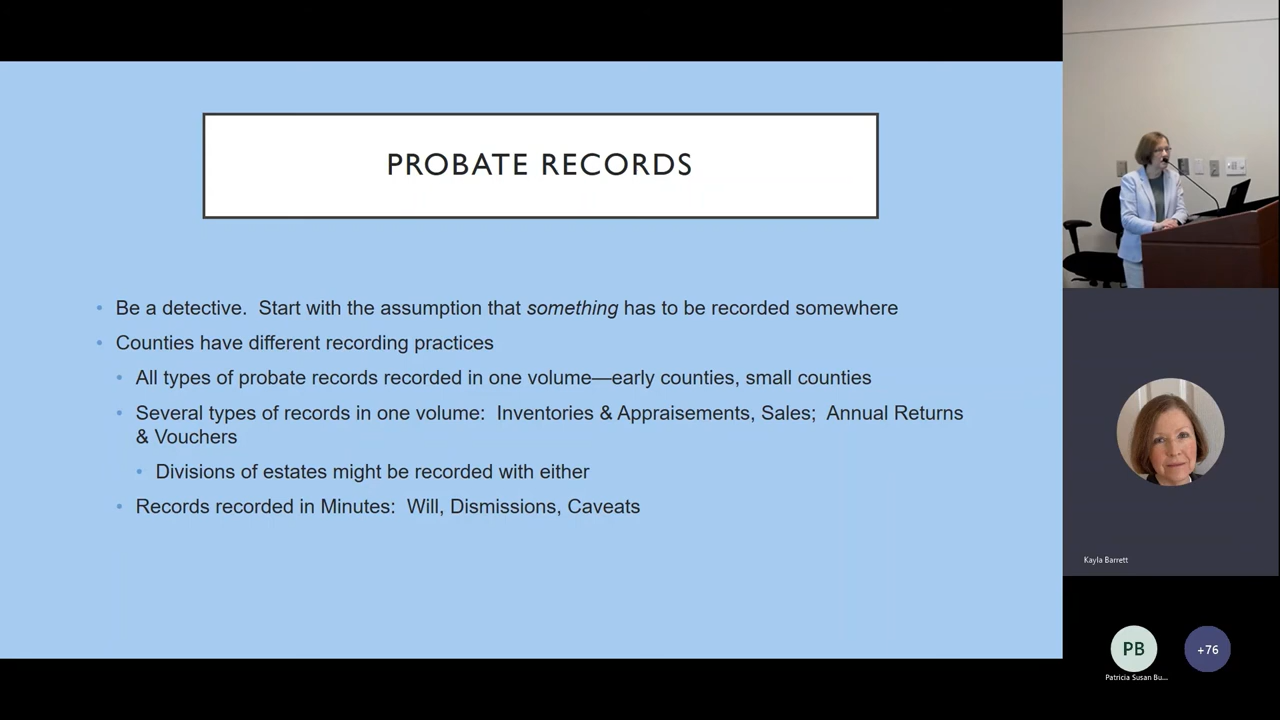 PROBATE RECORDS
• Be a detective.  Start with the assumption that something has to be recorded somewhere
• Counties have different recording practices
• All types of probate records recorded in one volume—early counties, small counties
• Several types of records in one volume:  Inventories & Appraisements, Sales;  Annual Returns
& Vouchers
• Divisions of estates might be recorded with either
• Records recorded in Minutes:  Will, Dismissions, Caveats
Kayla Barrett
PB
+76
Patricia Susan Bu...